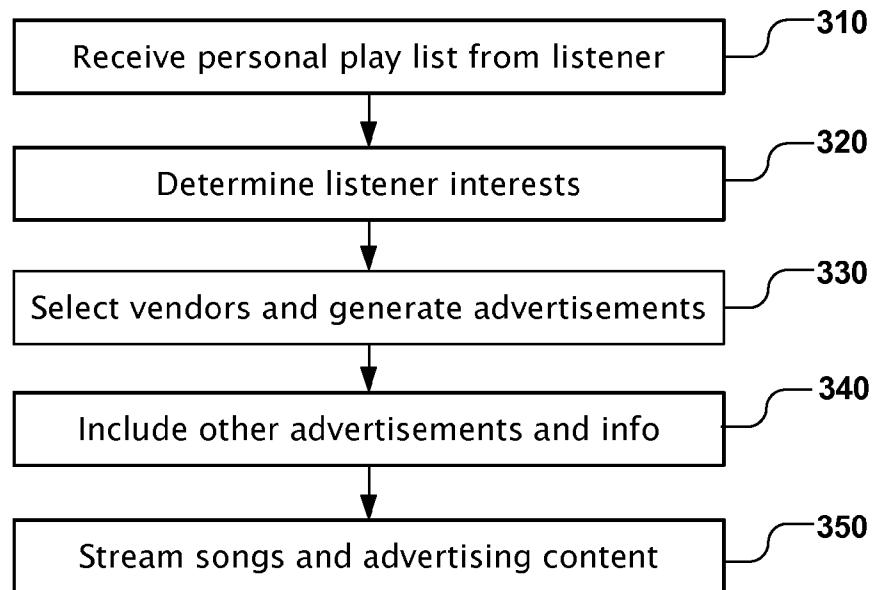 310
Receive personal play list from listener
320
Determine listener interests
330
Select vendors and generate advertisements
340
Include other advertisements and info
350
Stream songs and advertising content